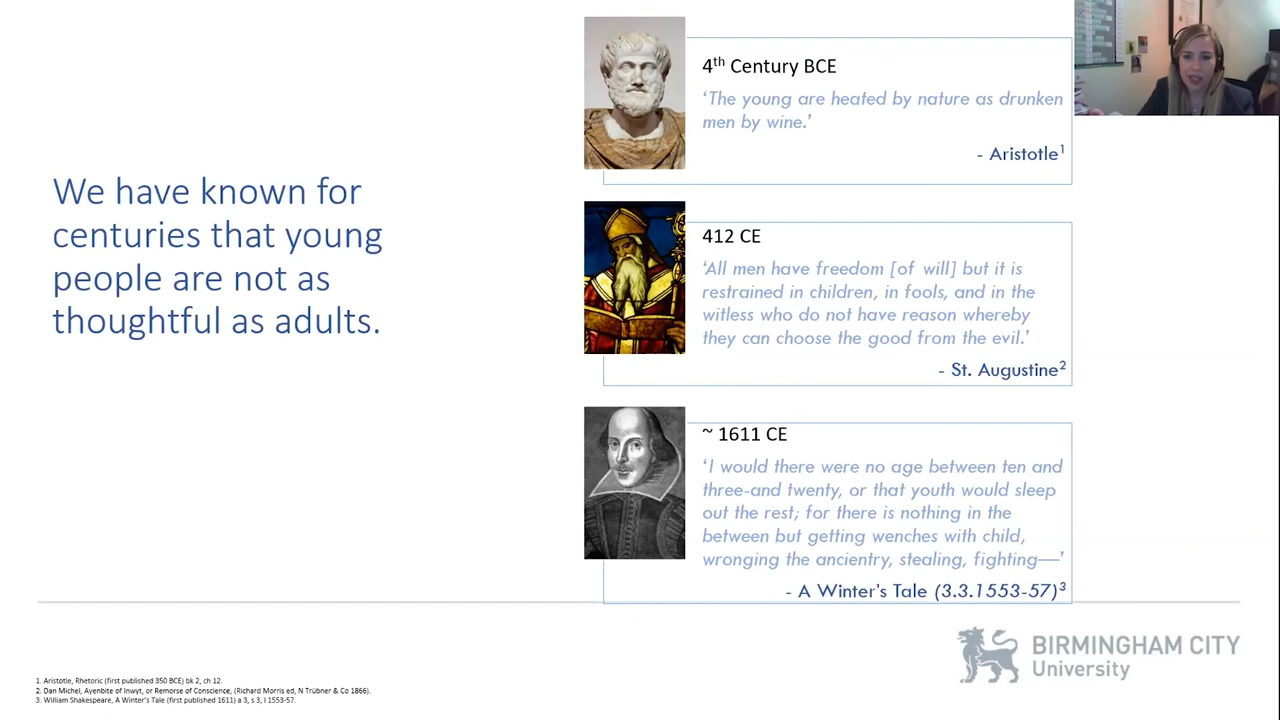 We have known for
centuries that young
people are not as
thoughtful as adults.
4th Century BCE
‘The young are heated by nature as drunken
men by wine.’
- Aristotle1
412 CE
‘All men have freedom [of will] but it is
restrained in children, in fools, and in the
witless who do not have reason whereby
they can choose the good from the evil.’
- St. Augustine2
~ 1611 CE
‘I would there were no age between ten and
three-and twenty, or that youth would sleep
out the rest; for there is nothing in the
between but getting wenches with child,
wronging the ancientry, stealing, fighting—’
- A Winter’s Tale (3.3.1553-57)3
BIRMINGHAM CITY
University
1. Aristotle, Rhetoric (first published 350 BCE) bk 2, ch 12.
2. Dan Michel, Ayenbite of Inwyt, or Remorse of Conscience, (Richard Morris ed, N Trübner & Co 1866).
3. William Shakespeare, A Winter’s Tale (first published 1611) a 3, s 3, l 1553-57.